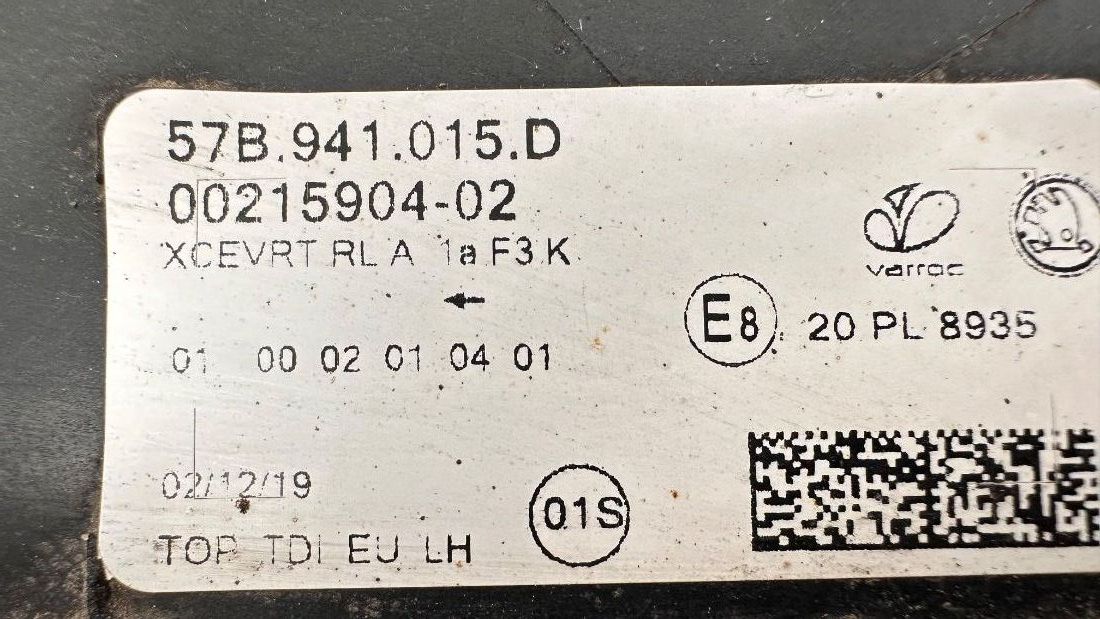 57B.941.015.D
00215904-02
XCEVRT RL A 1a F3 K
varroc
E8 20 PL 8935
01 00 02 01 04 01
02/12/19
01S
TOP TDI EU LH